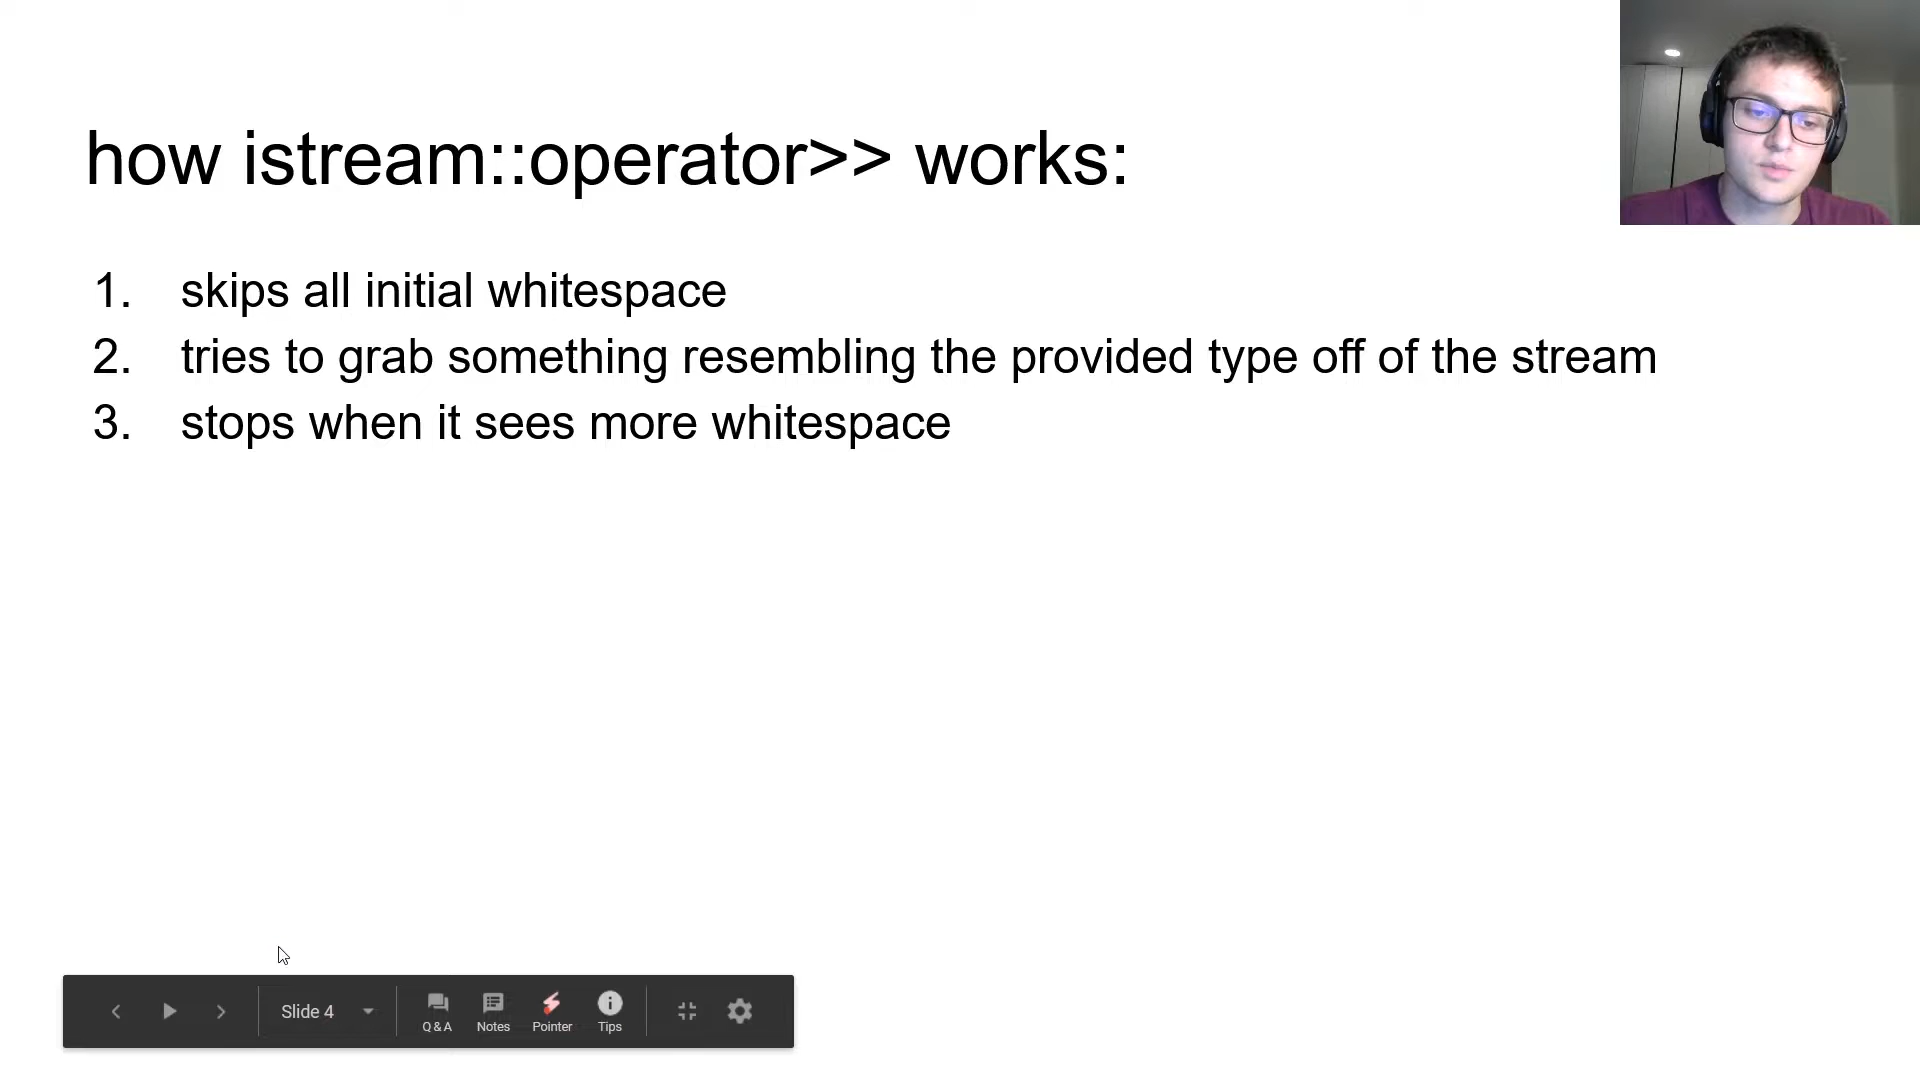 how istream::operator>> works:
1. skips all initial whitespace
2. tries to grab something resembling the provided type off of the stream
3. stops when it sees more whitespace
Slide 4
Q & A
Notes
Pointer
Tips